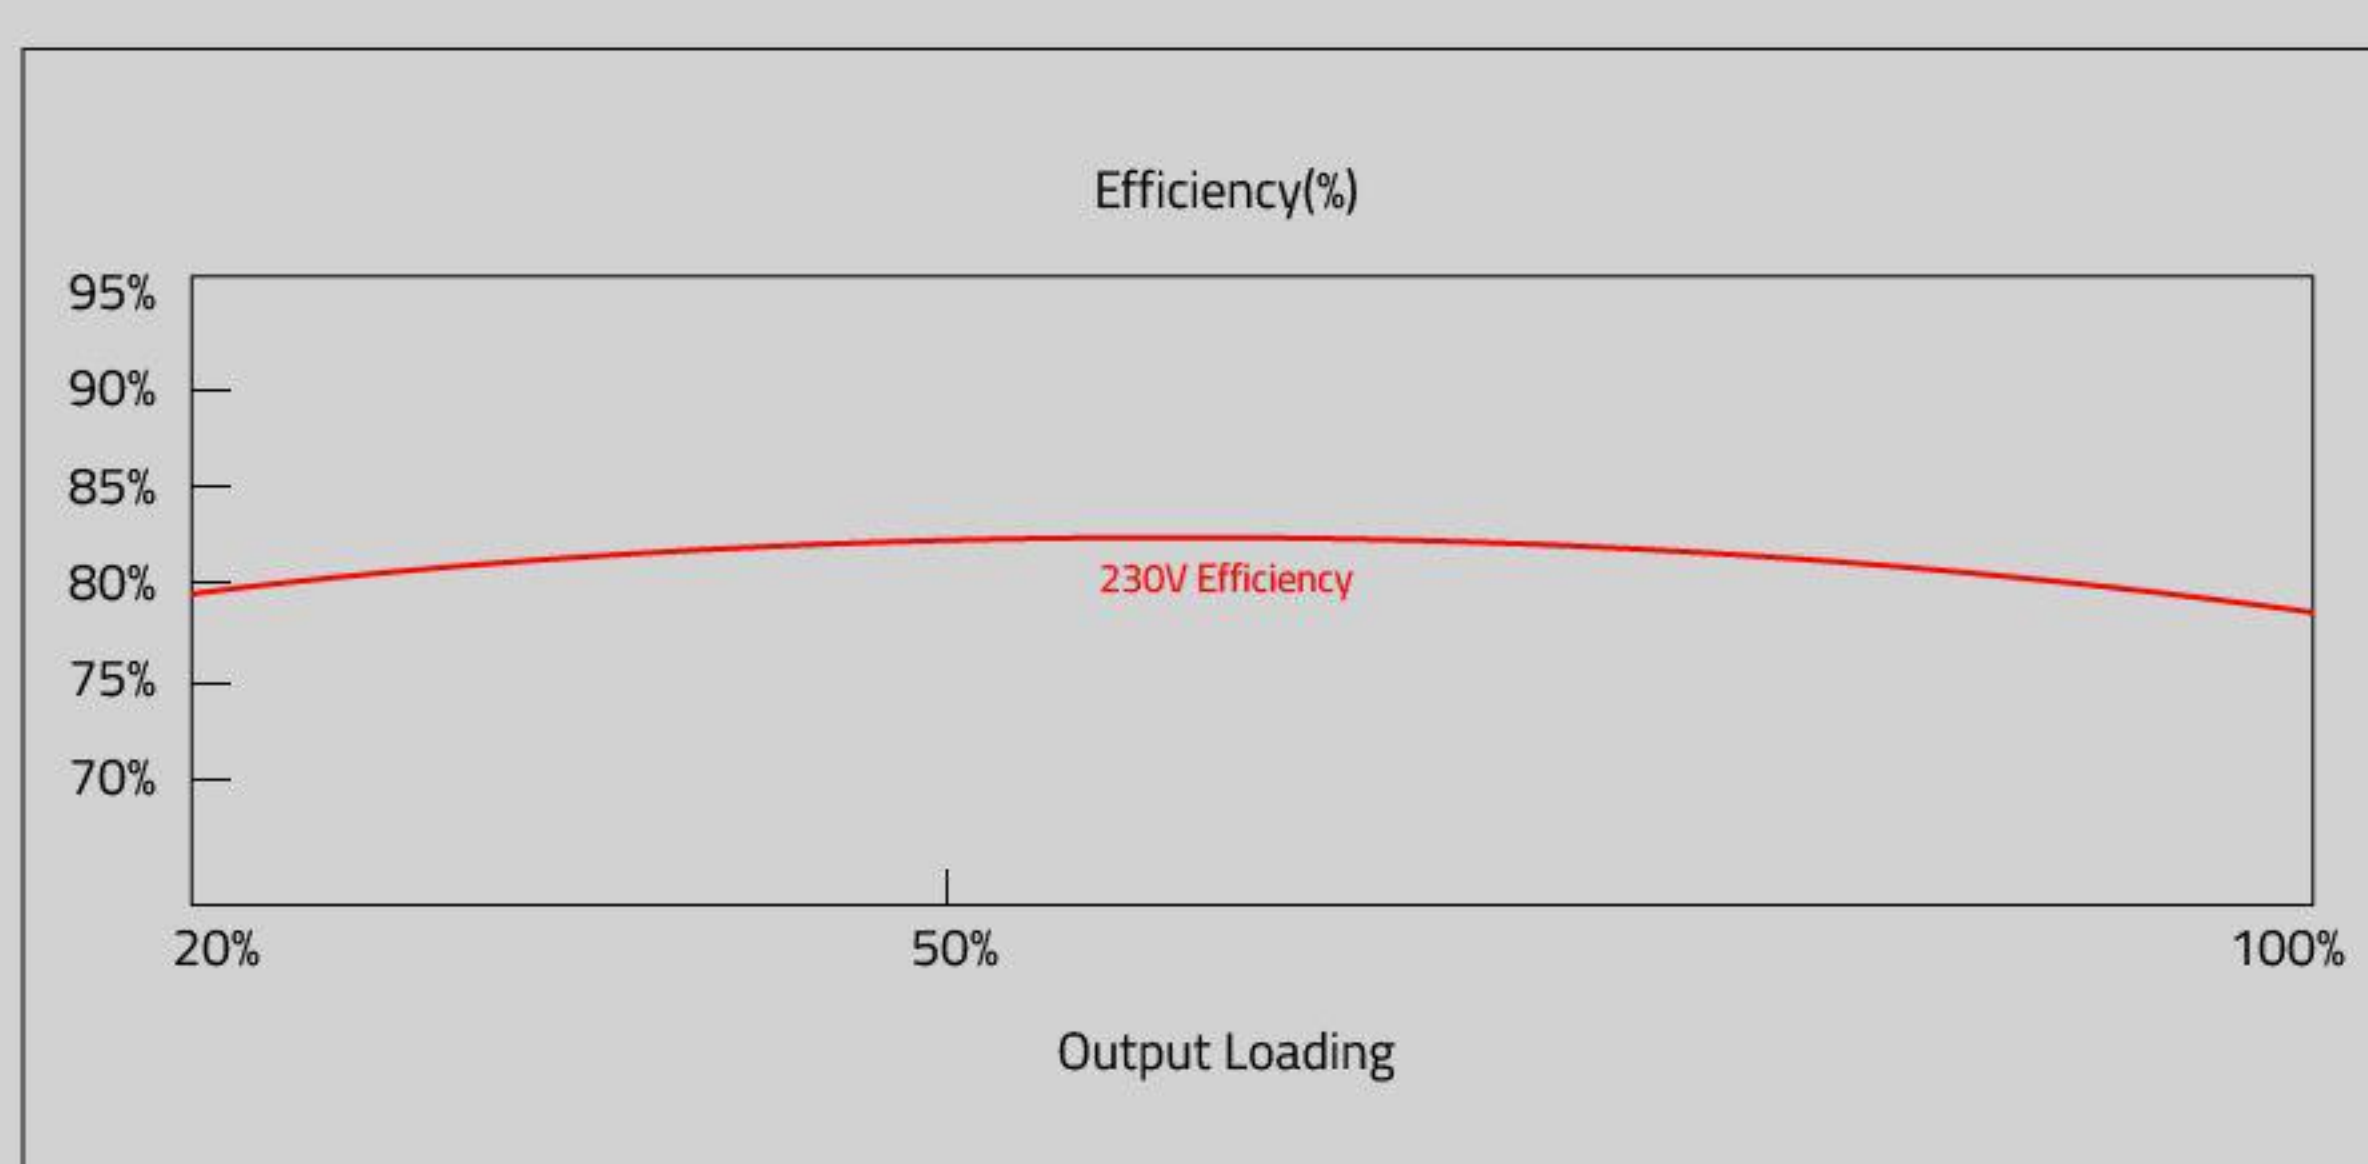 Efficiency(%)
95%
90%
85%
80%
230V Efficiency
75%
70%
20% 50% 100%
Output Loading